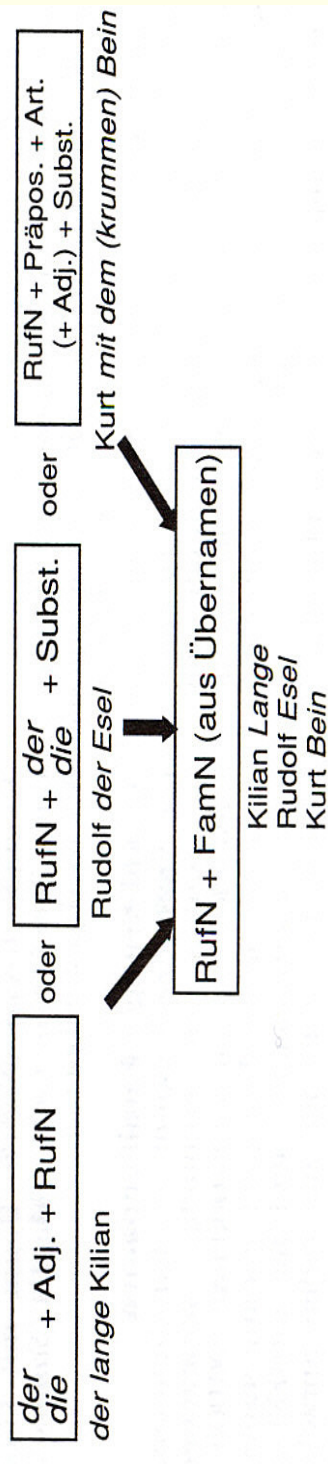 der
die + Adj. + RufN
der lange Kilian
oder
RufN + der
die + Subst.
Rudolf der Esel
oder
RufN + Präpos. + Art.
(+ Adj.) + Subst.
Kurt mit dem (krummen) Bein
RufN + FamN (aus Übernamen)
Kilian Lange
Rudolf Esel
Kurt Bein